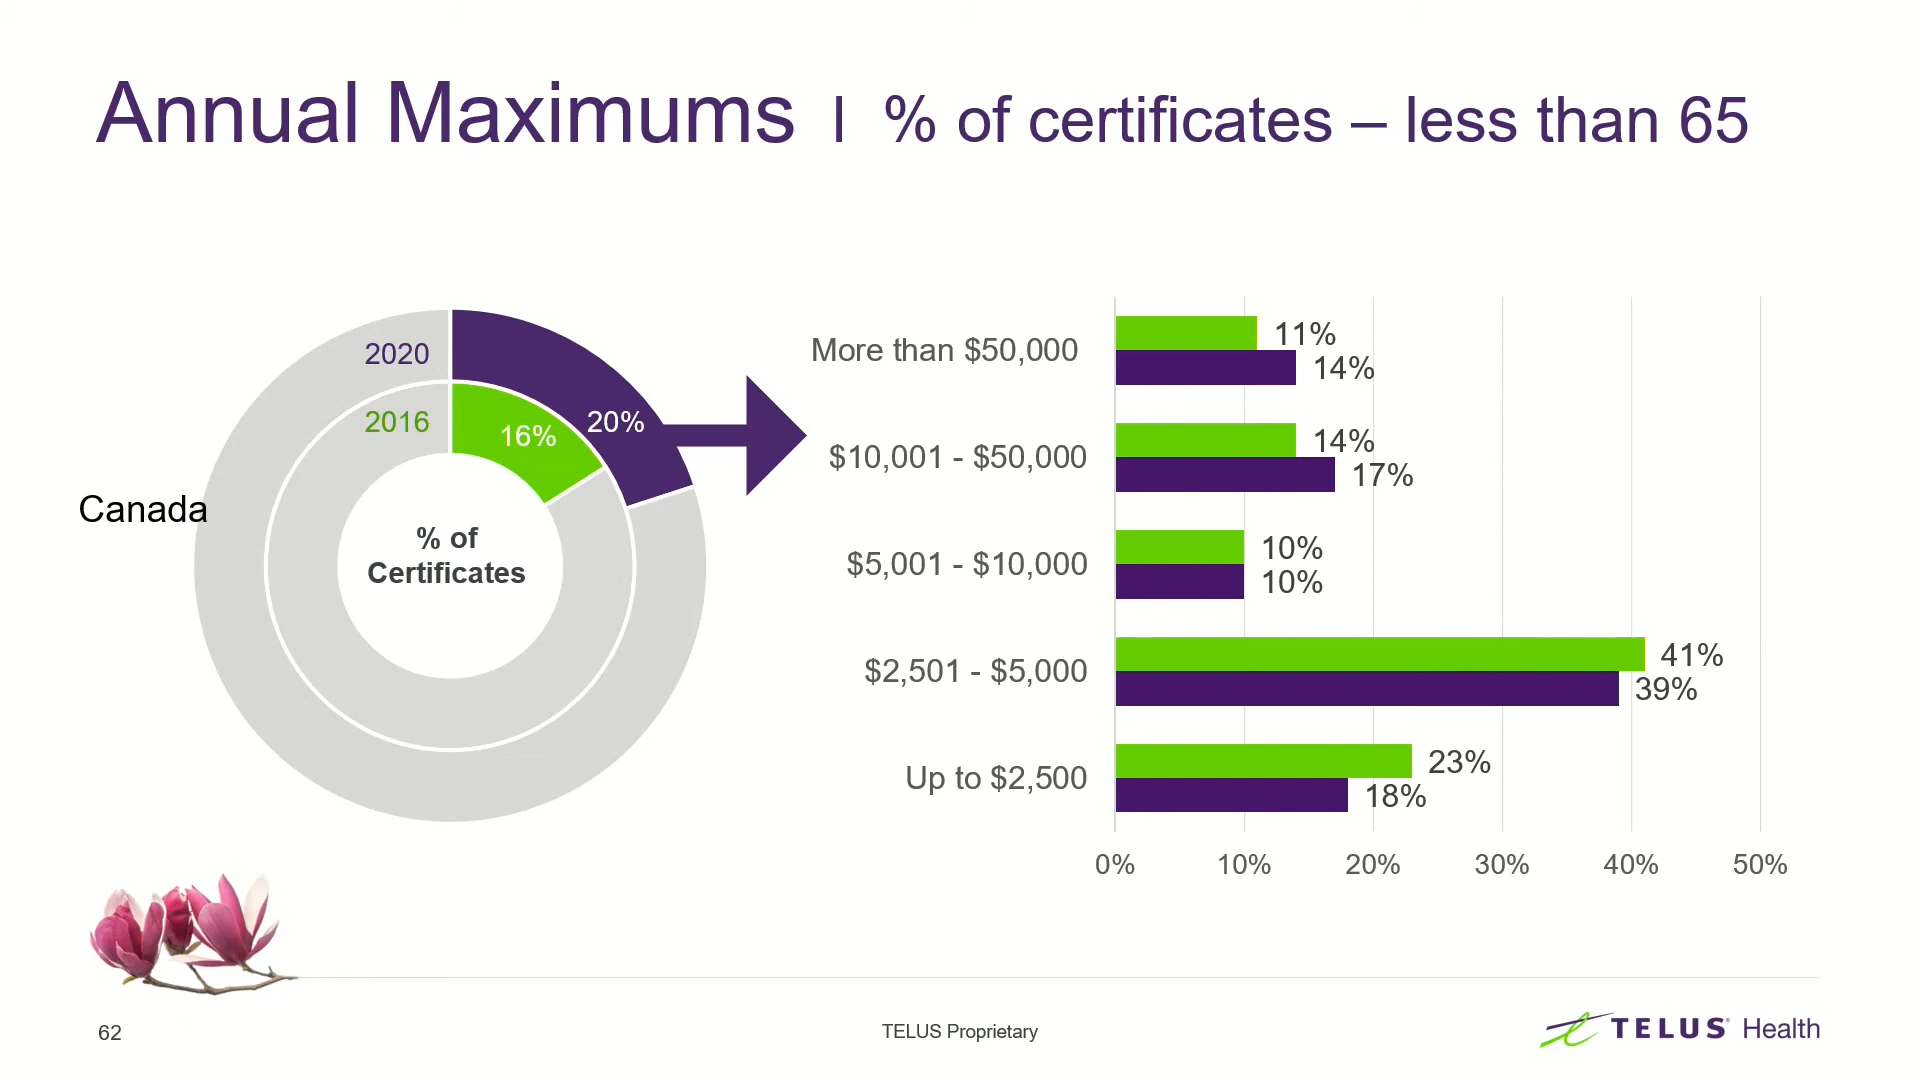 Annual Maximums I % of certificates – less than 65
2020
2016
16%
20%
Canada
% of
Certificates
More than $50,000
11%
14%
$10,001 - $50,000
14%
17%
$5,001 - $10,000
10%
10%
$2,501 - $5,000
41%
39%
Up to $2,500
23%
18%
0% 10% 20% 30% 40% 50%
62
TELUS Proprietary
TELUS® Health